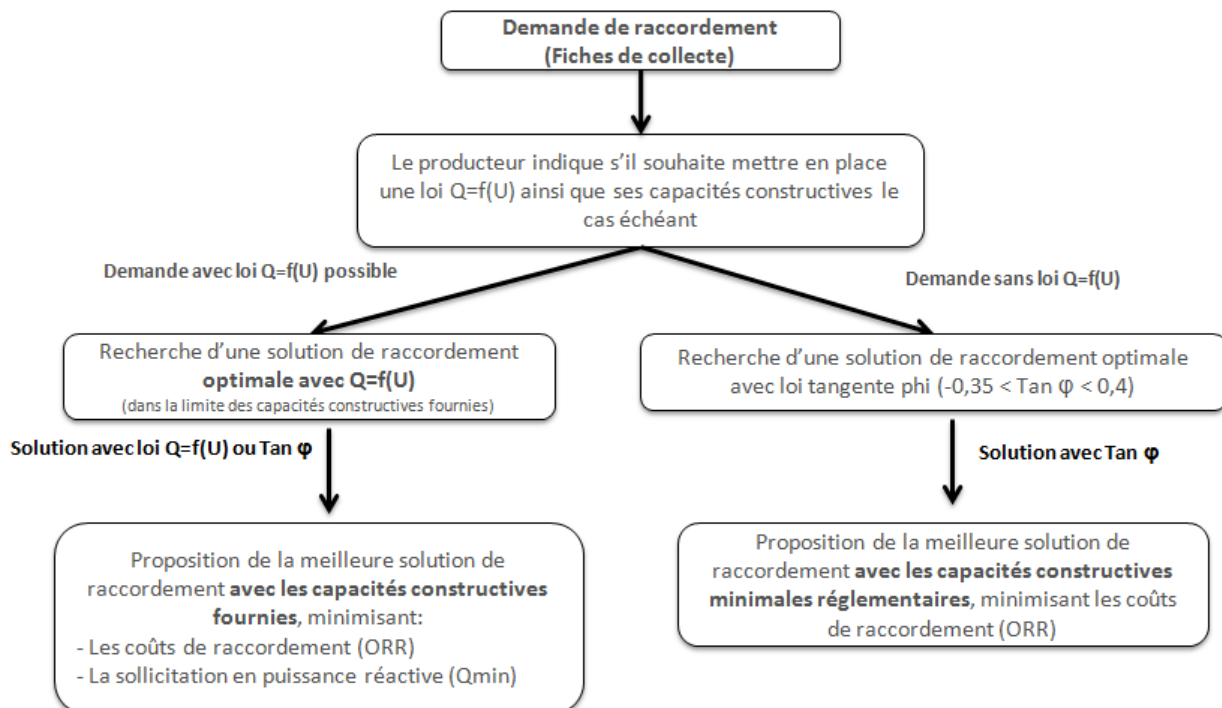 Demande de raccordement
(Fiches de collecte)
Le producteur indique s’il souhaite mettre en place
une loi Q=f(U) ainsi que ses capacités constructives le
cas échéant
Demande avec loi Q=f(U) possible
Demande sans loi Q=f(U)
Recherche d’une solution de raccordement
optimale avec Q=f(U)
(dans la limite des capacités constructives fournies)
Recherche d’une solution de raccordement optimale
avec loi tangente phi (-0,35 < Tan φ < 0,4)
Solution avec loi Q=f(U) ou Tan φ
Solution avec Tan φ
Proposition de la meilleure solution de
raccordement avec les capacités constructives
fournies, minimisant:
- Les coûts de raccordement (ORR)
- La sollicitation en puissance réactive (Qmin)
Proposition de la meilleure solution de
raccordement avec les capacités constructives
minimales réglementaires, minimisant les coûts
de raccordement (ORR)